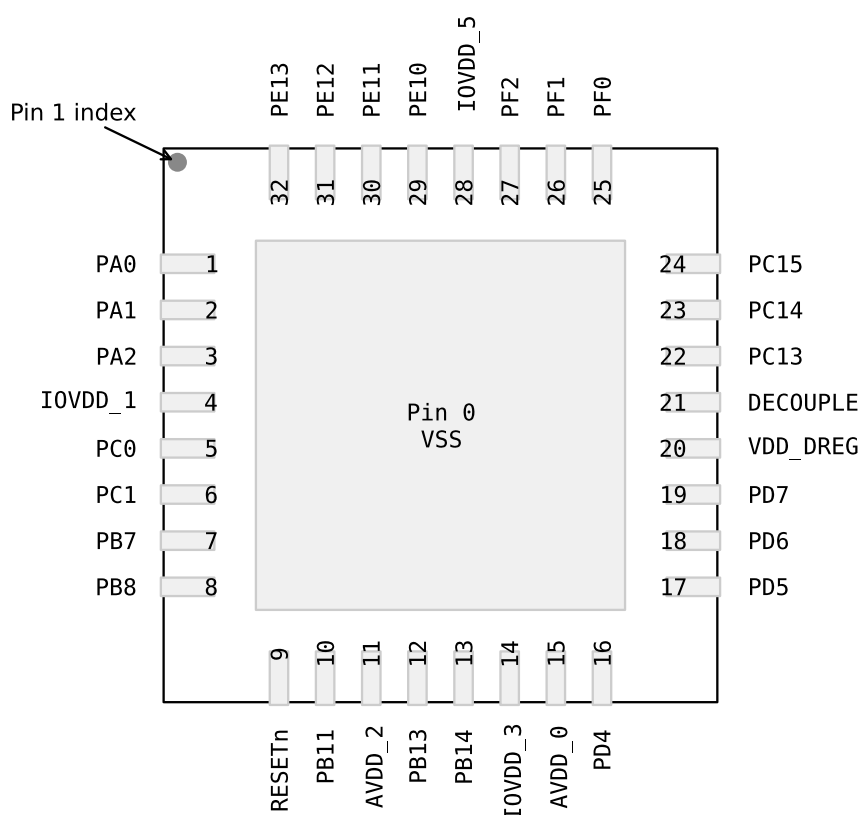 PE13
PE12
PE11
PE10
IOVDD_5
PF2
PF1
PF0
Pin 1 index
32
31
30
29
28
27
26
25
PA0 1
PA1 2
PA2 3
IOVDD_1 4
PC0 5
PC1 6
PB7 7
PB8 8
Pin 0
VSS
24 PC15
23 PC14
22 PC13
21 DECOUPLE
20 VDD_DREG
19 PD7
18 PD6
17 PD5
9
10
11
12
13
14
15
16
RESETn
PB11
AVDD_2
PB13
PB14
IOVDD_3
AVDD_0
PD4